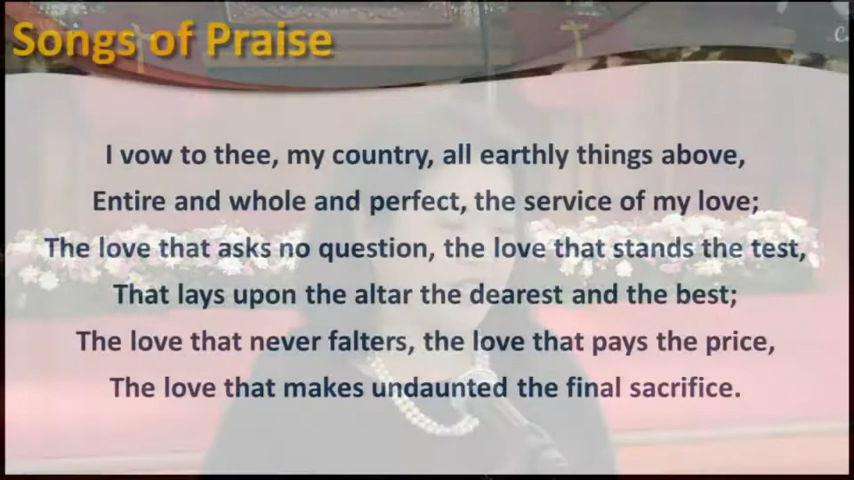 Songs of Praise
I vow to thee, my country, all earthly things above,
Entire and whole and perfect, the service of my love;
The love that asks no question, the love that stands the test,
That lays upon the altar the dearest and the best;
The love that never falters, the love that pays the price,
The love that makes undaunted the final sacrifice.